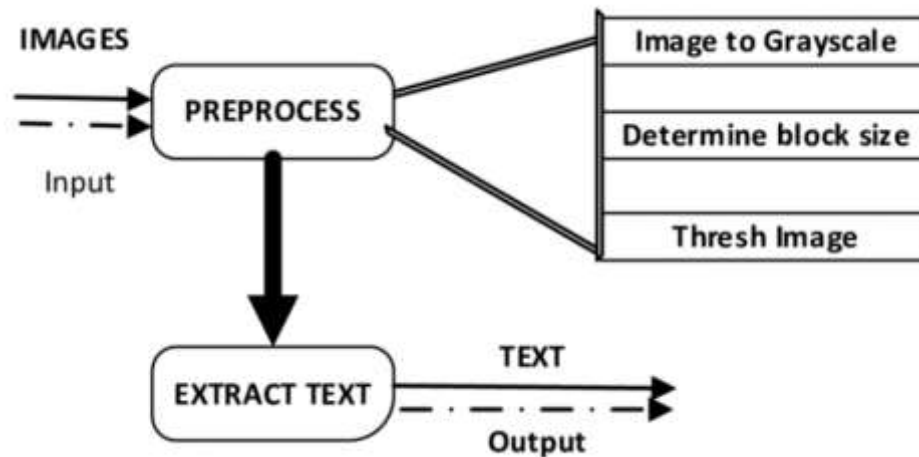 IMAGES
Input
PREPROCESS
Image to Grayscale
Determine block size
Thresh Image
EXTRACT TEXT
TEXT
Output